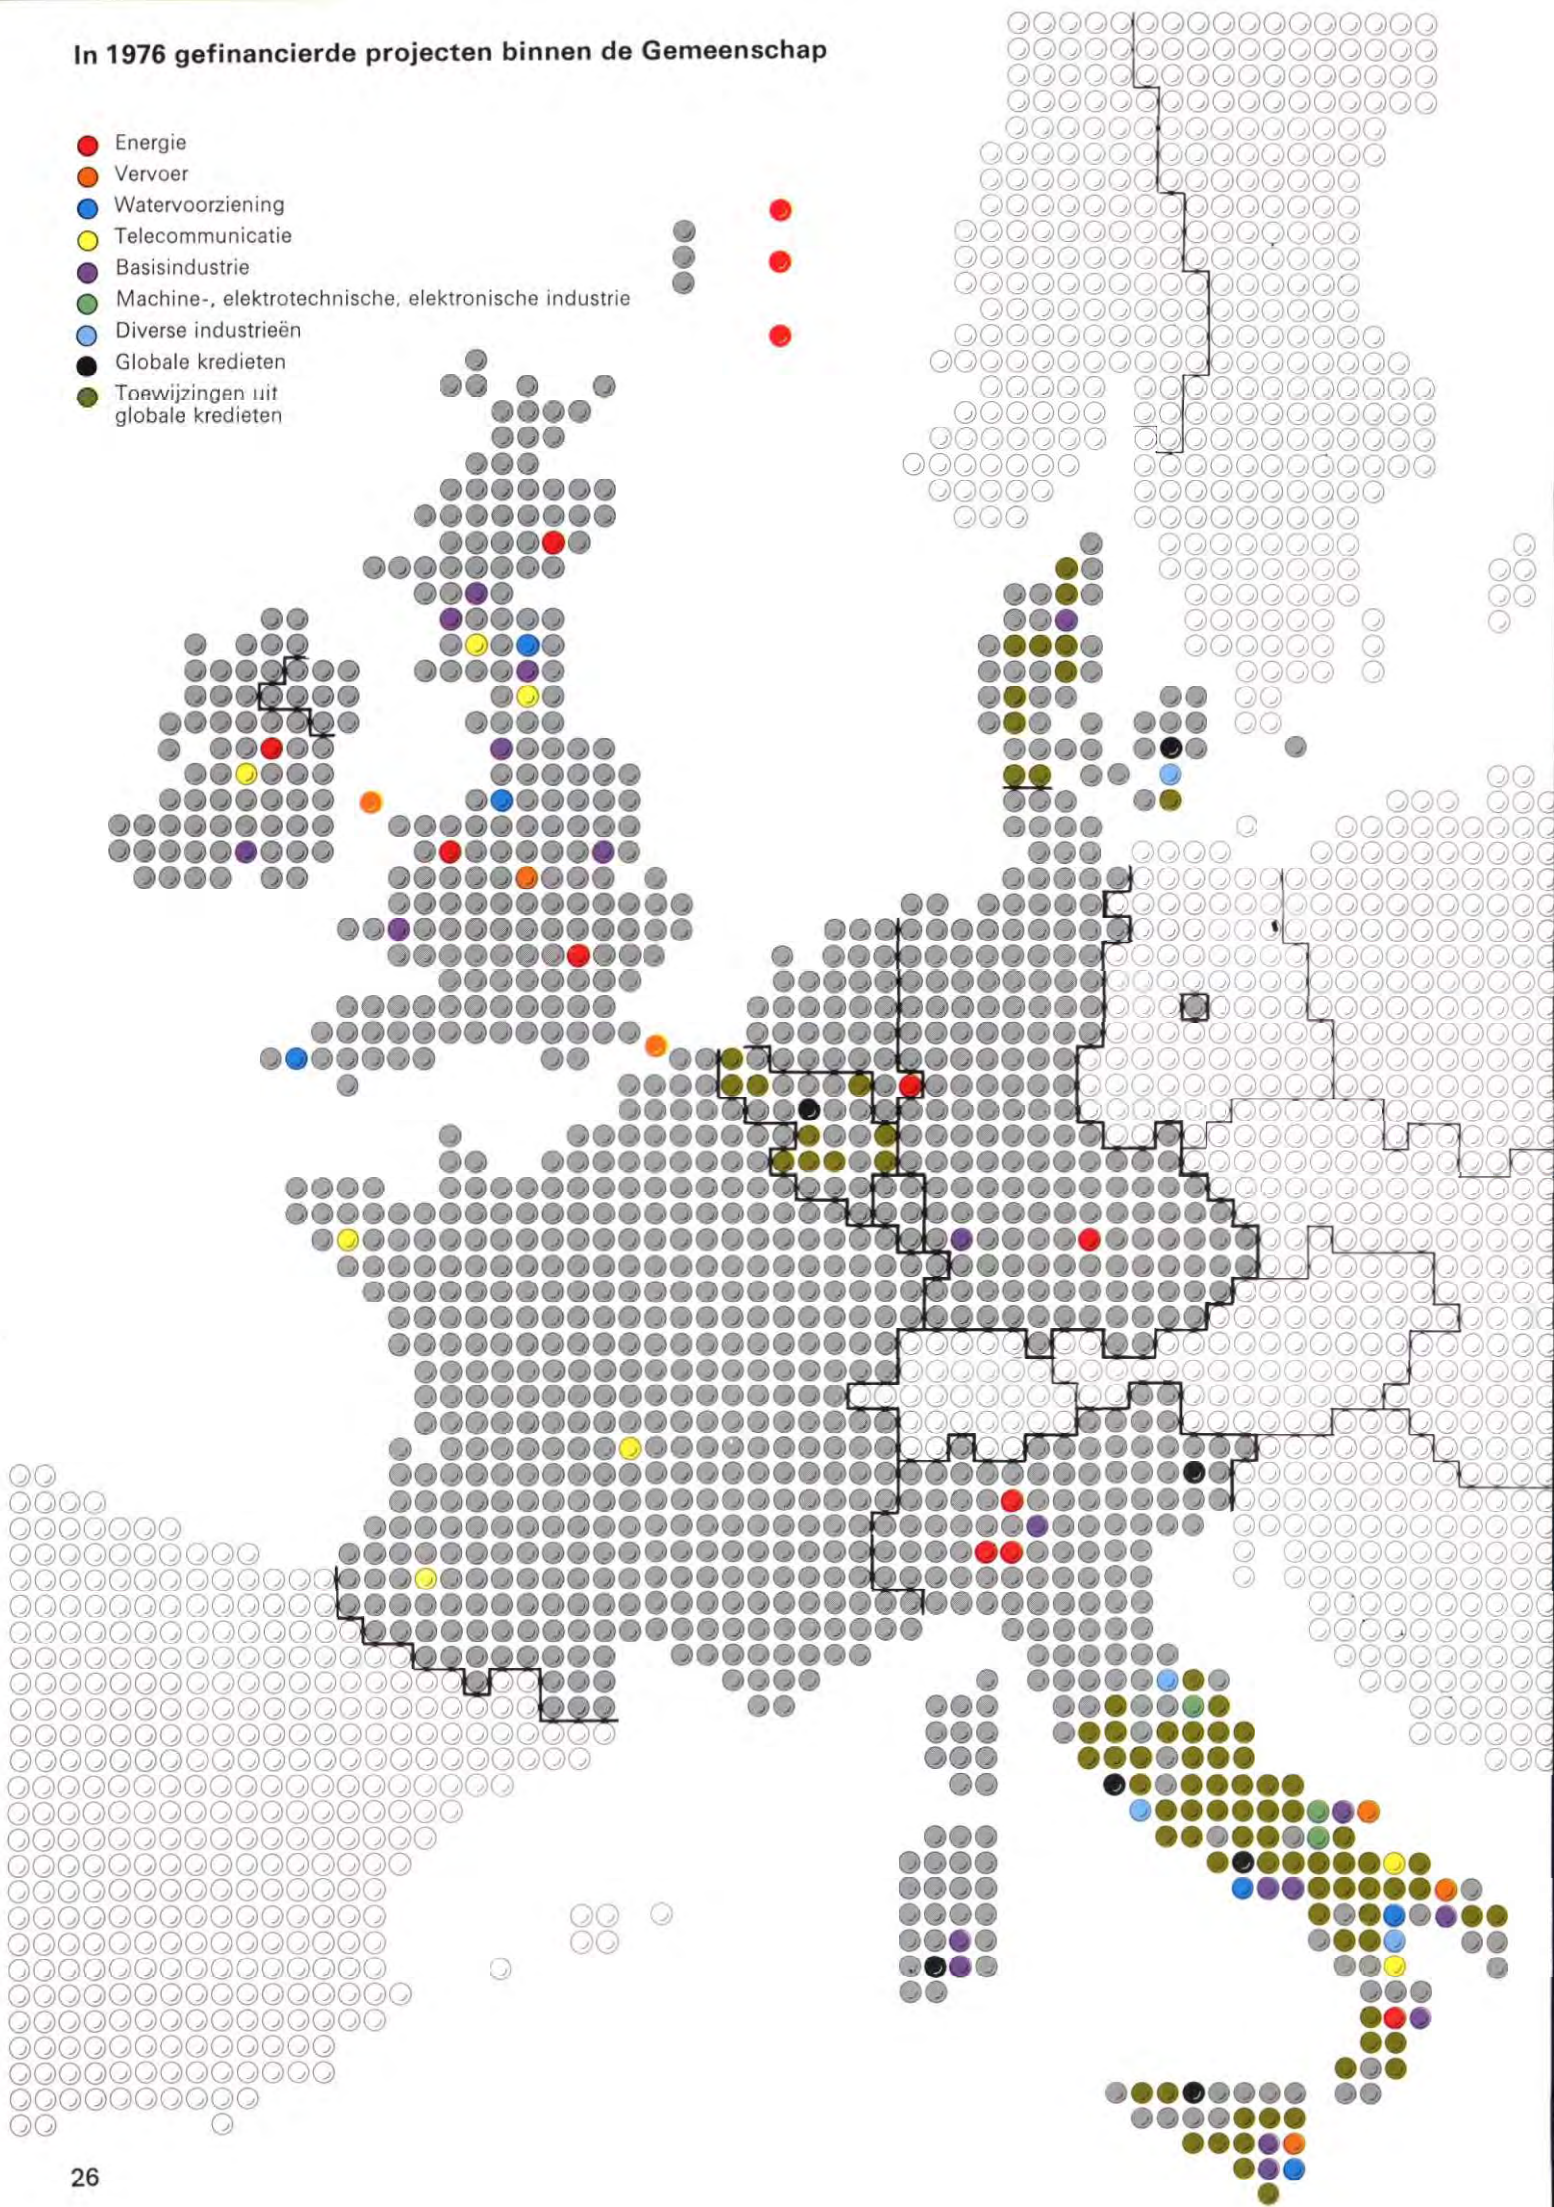 In 1976 gefinancierde projecten binnen de Gemeenschap
Energie
Vervoer
Watervoorziening
Telecommunicatie
Basisindustrie
Machine-, elektrotechnische, elektronische industrie
Diverse industrieën
Globale kredieten
Toewijzingen uit
globale kredieten
26